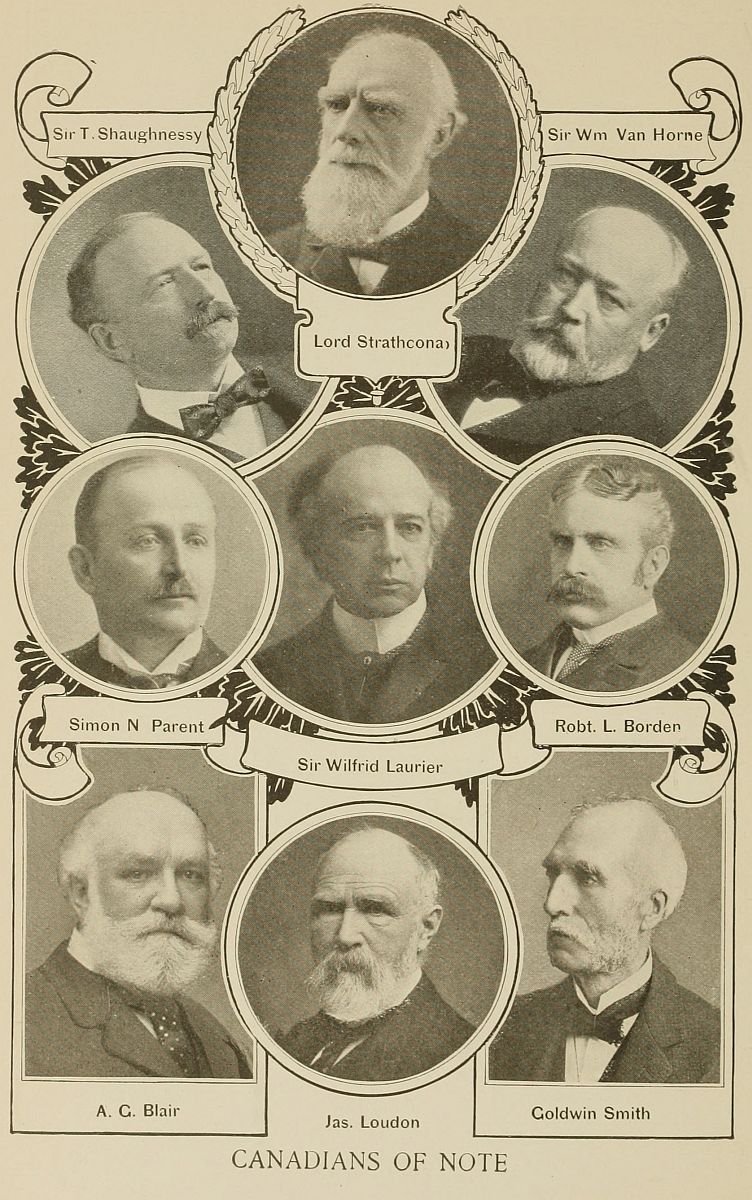 Sir T. Shaughnessy
Sir Wm Van Horne
Lord Strathcona
Simon N Parent
Robt. L. Borden
Sir Wilfrid Laurier
A. G. Blair
Jas. Loudon
Goldwin Smith
CANADIANS OF NOTE